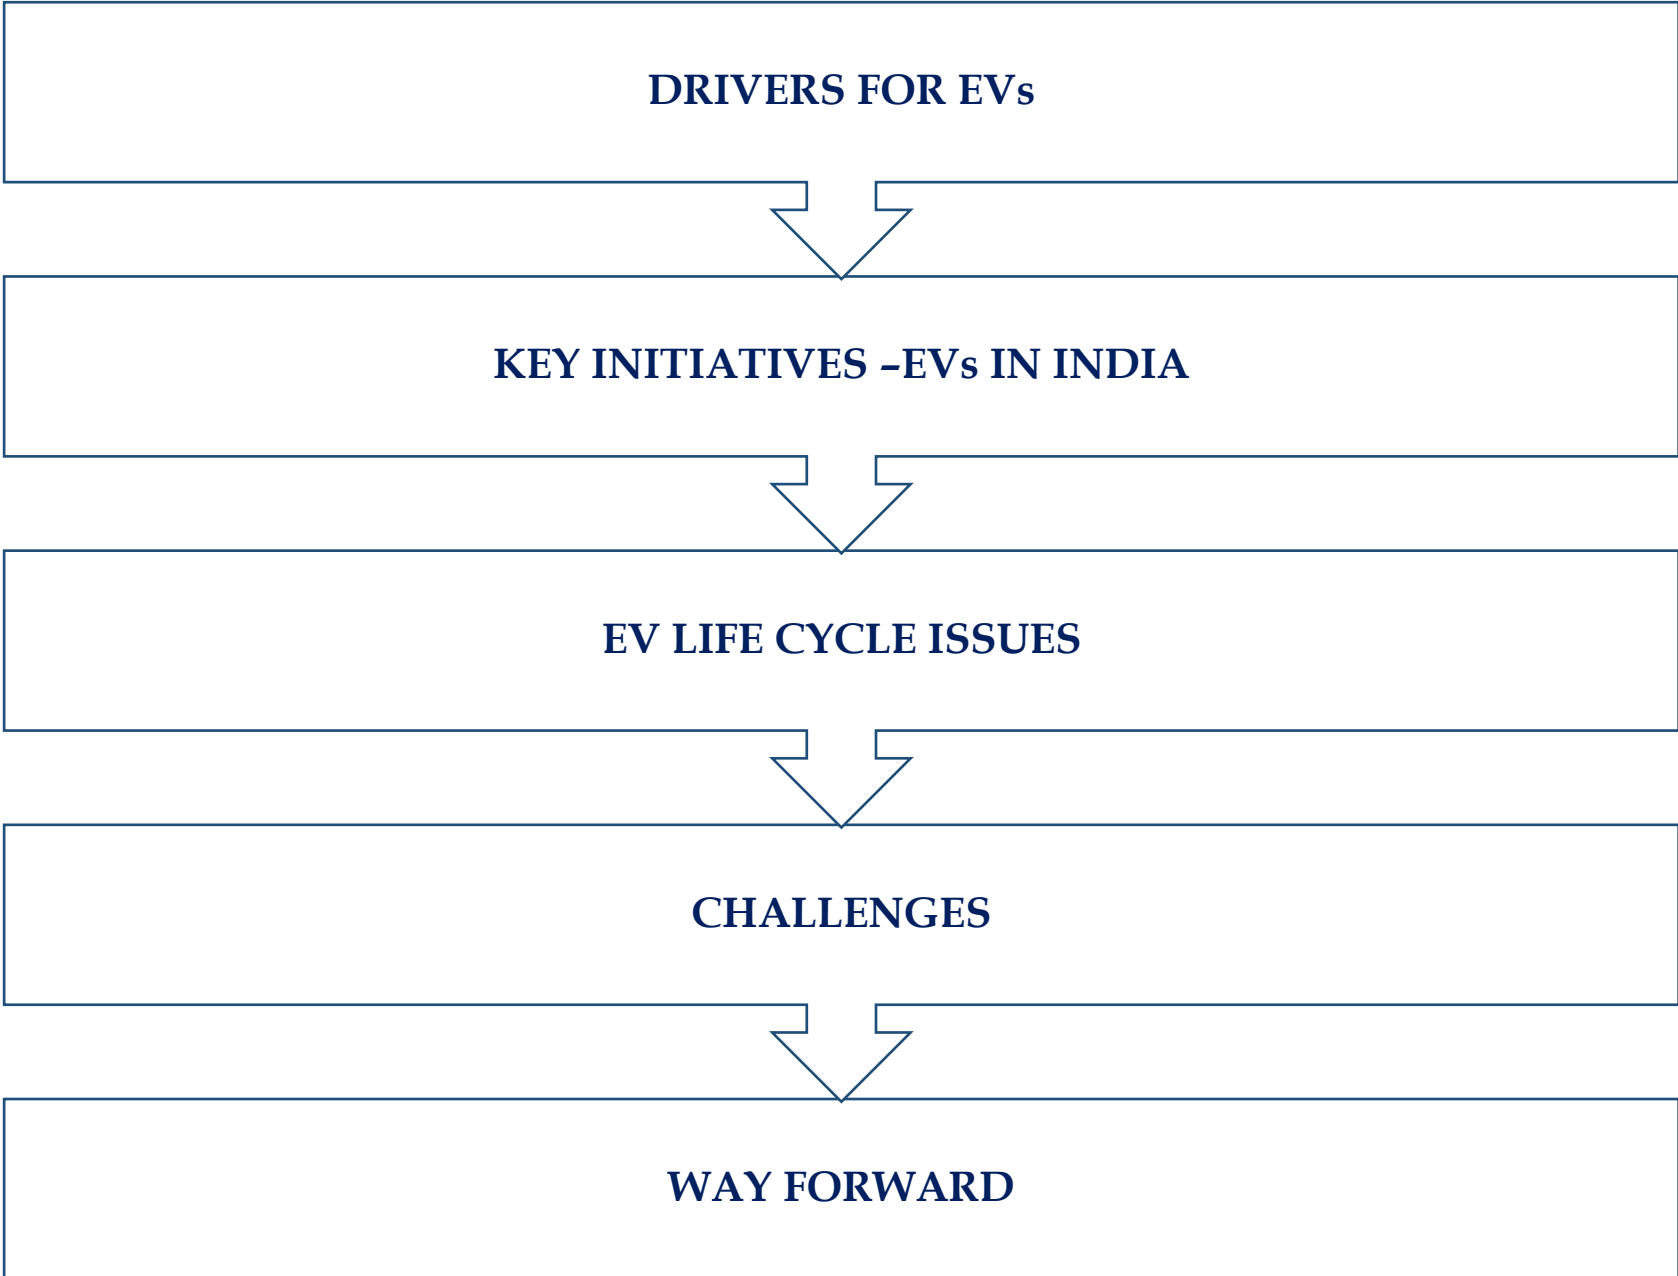 DRIVERS FOR EVs
KEY INITIATIVES –EVs IN INDIA
EV LIFE CYCLE ISSUES
CHALLENGES
WAY FORWARD